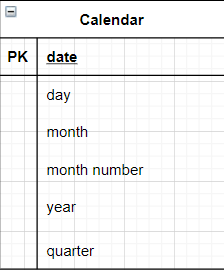 Calendar
PK date
day
month
month number
year
quarter